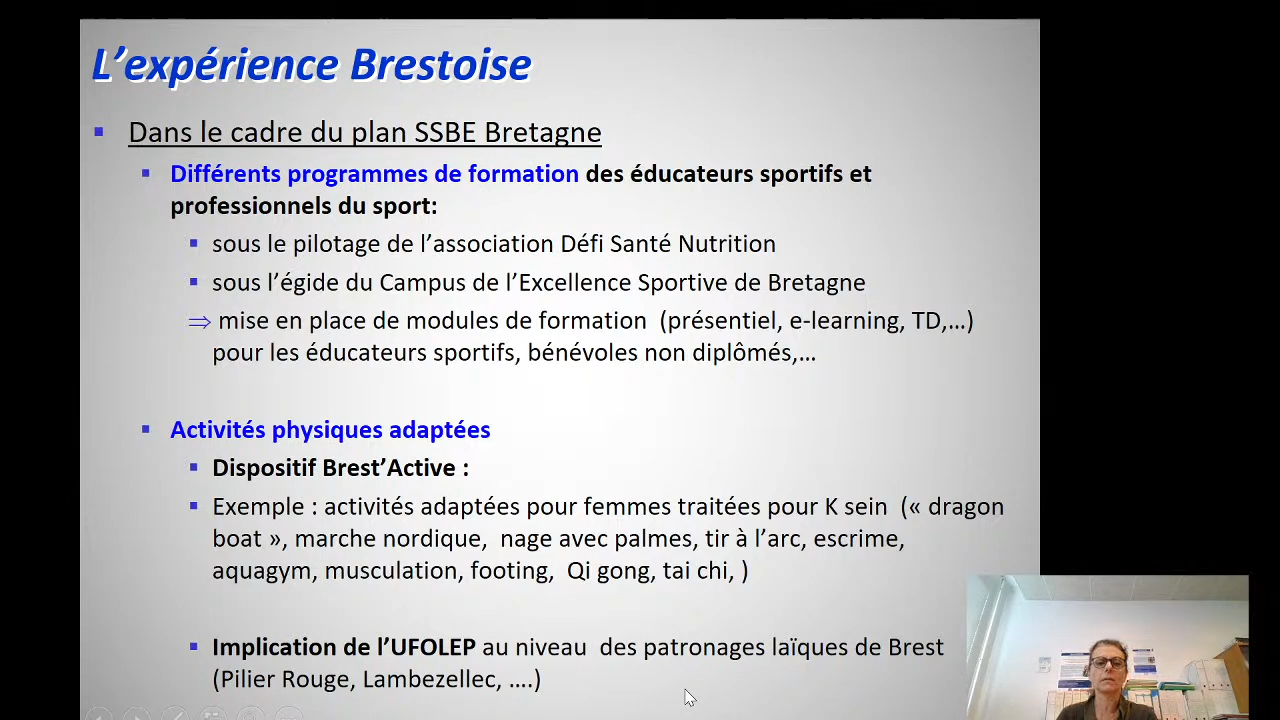 L'expérience Brestoise
▪ Dans le cadre du plan SSBE Bretagne
▪ Différents programmes de formation des éducateurs sportifs et
professionnels du sport:
▪ sous le pilotage de l'association Défi Santé Nutrition
▪ sous l'égide du Campus de l'Excellence Sportive de Bretagne
⇒ mise en place de modules de formation (présentiel, e-learning, TD,...)
pour les éducateurs sportifs, bénévoles non diplômés,...
▪ Activités physiques adaptées
▪ Dispositif Brest'Active :
▪ Exemple : activités adaptées pour femmes traitées pour K sein (« dragon
boat », marche nordique, nage avec palmes, tir à l'arc, escrime,
aquagym, musculation, footing, Qi gong, tai chi, )
▪ Implication de l'UFOLEP au niveau des patronages laïques de Brest
(Pilier Rouge, Lambezellec, ….)